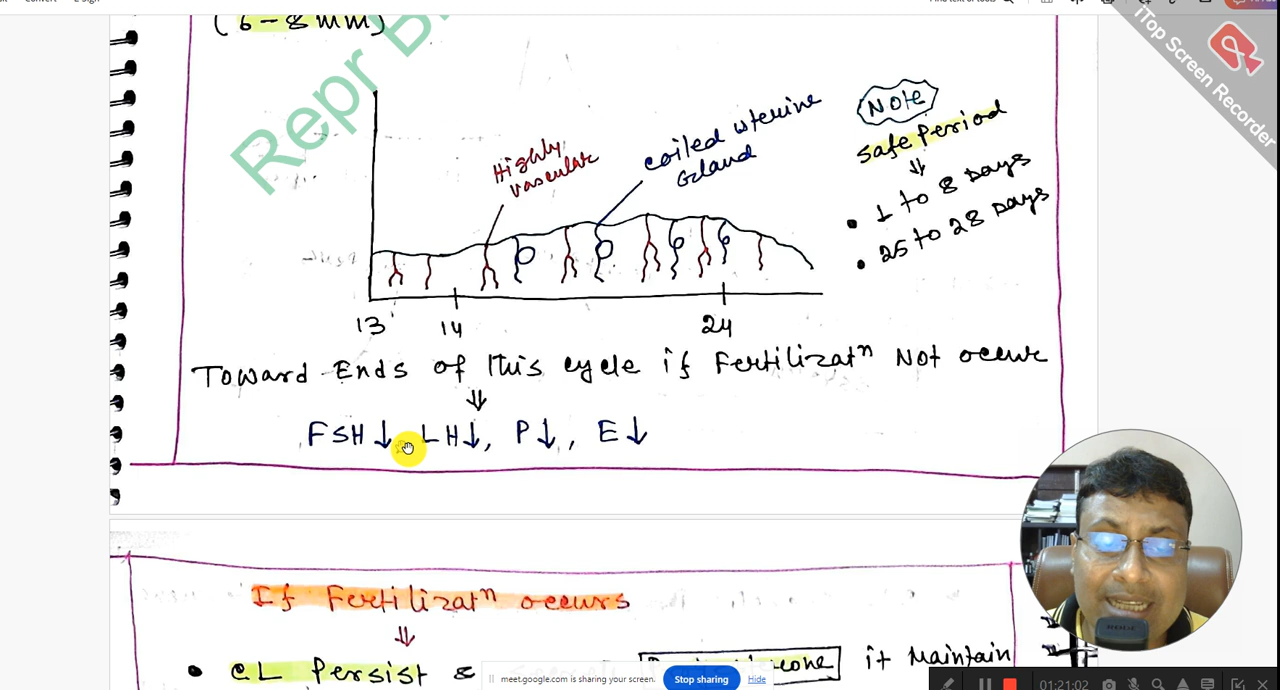 (6-8mm)
Repr B
iTop Screen Recorder
Highly
vascular
coiled uterine
Gland
Note
safe Period
⇓
• 1 to 8 Days
• 25 to 28 Days
13 14 24
Toward Ends of this cycle if Fertilizatⁿ Not occur
⇓
FSH↓, LH↓, P↓, E↓
If Fertilizatⁿ occurs
⇓
• CL Persist &
it Maintain
meet.google.com is sharing your screen.
Stop sharing
Hide
RODE
01:21:02